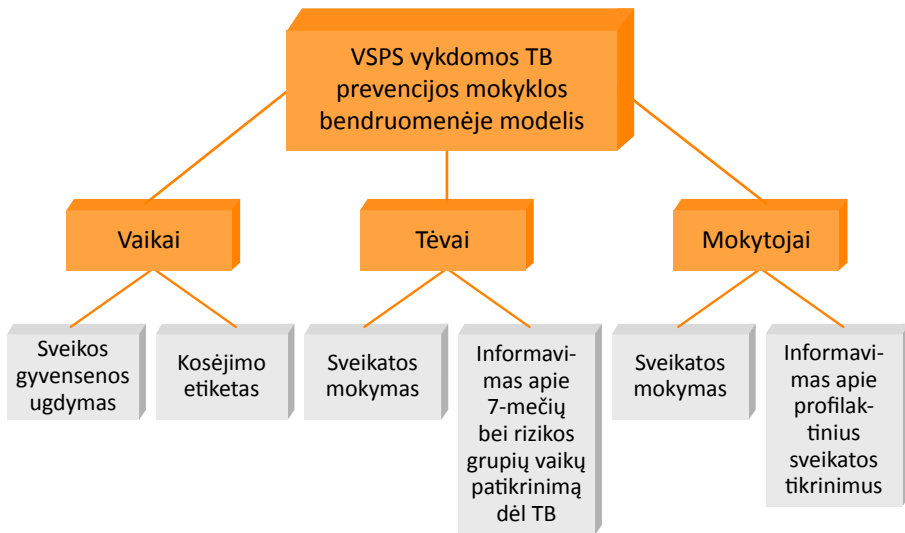 VSPS vykdomos TB
prevencijos mokyklos
bendruomenėje modelis
Vaikai
Tėvai
Mokytojai
Sveikos
gyvensenos
ugdymas
Kosėjimo
etiketas
Sveikatos
mokymas
Informavi-
mas apie
7-mečių
bei rizikos
grupių vaikų
patikrinimą
dėl TB
Sveikatos
mokymas
Informavi-
mas apie
profilak-
tinius
sveikatos
tikrinimus